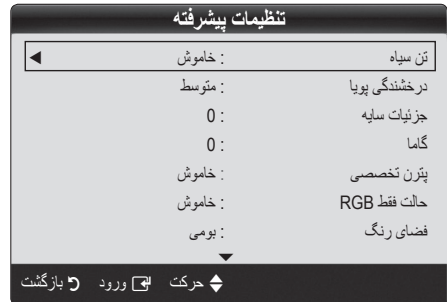 تنظیمات پیشرفته
تن سیاه : خاموش
درخشندگی پویا : متوسط
جزئیات سایه : 0
گاما : 0
پترن تخصصی : خاموش
حالت فقط RGB : خاموش
فضای رنگ : بومی
حرکت ورود بازگشت